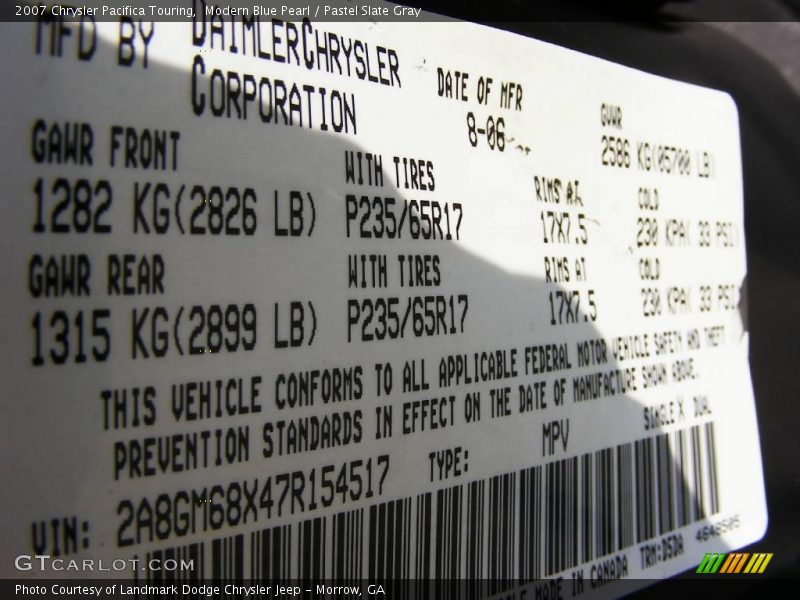 2007 Chrysler Pacifica Touring, Modern Blue Pearl / Pastel Slate Gray
MFD BY DAIMLERCHRYSLER CORPORATION
DATE OF MFR 8-06
GVWR 2586 KG(05700 LB)
GAWR FRONT WITH TIRES RIMS AT COLD
1282 KG(2826 LB) P235/65R17 17X7.5 230 KPA( 33 PSI)
GAWR REAR WITH TIRES RIMS AT COLD
1315 KG(2899 LB) P235/65R17 17X7.5 230 KPA( 33 PSI)
THIS VEHICLE CONFORMS TO ALL APPLICABLE FEDERAL MOTOR VEHICLE SAFETY AND THEFT
PREVENTION STANDARDS IN EFFECT ON THE DATE OF MANUFACTURE SHOWN ABOVE.
VIN: 2A8GM68X47R154517 TYPE: MPV SINGLE X DUAL
MADE IN CANADA TRM:D5DA
GTCARLOT.COM
Photo Courtesy of Landmark Dodge Chrysler Jeep - Morrow, GA